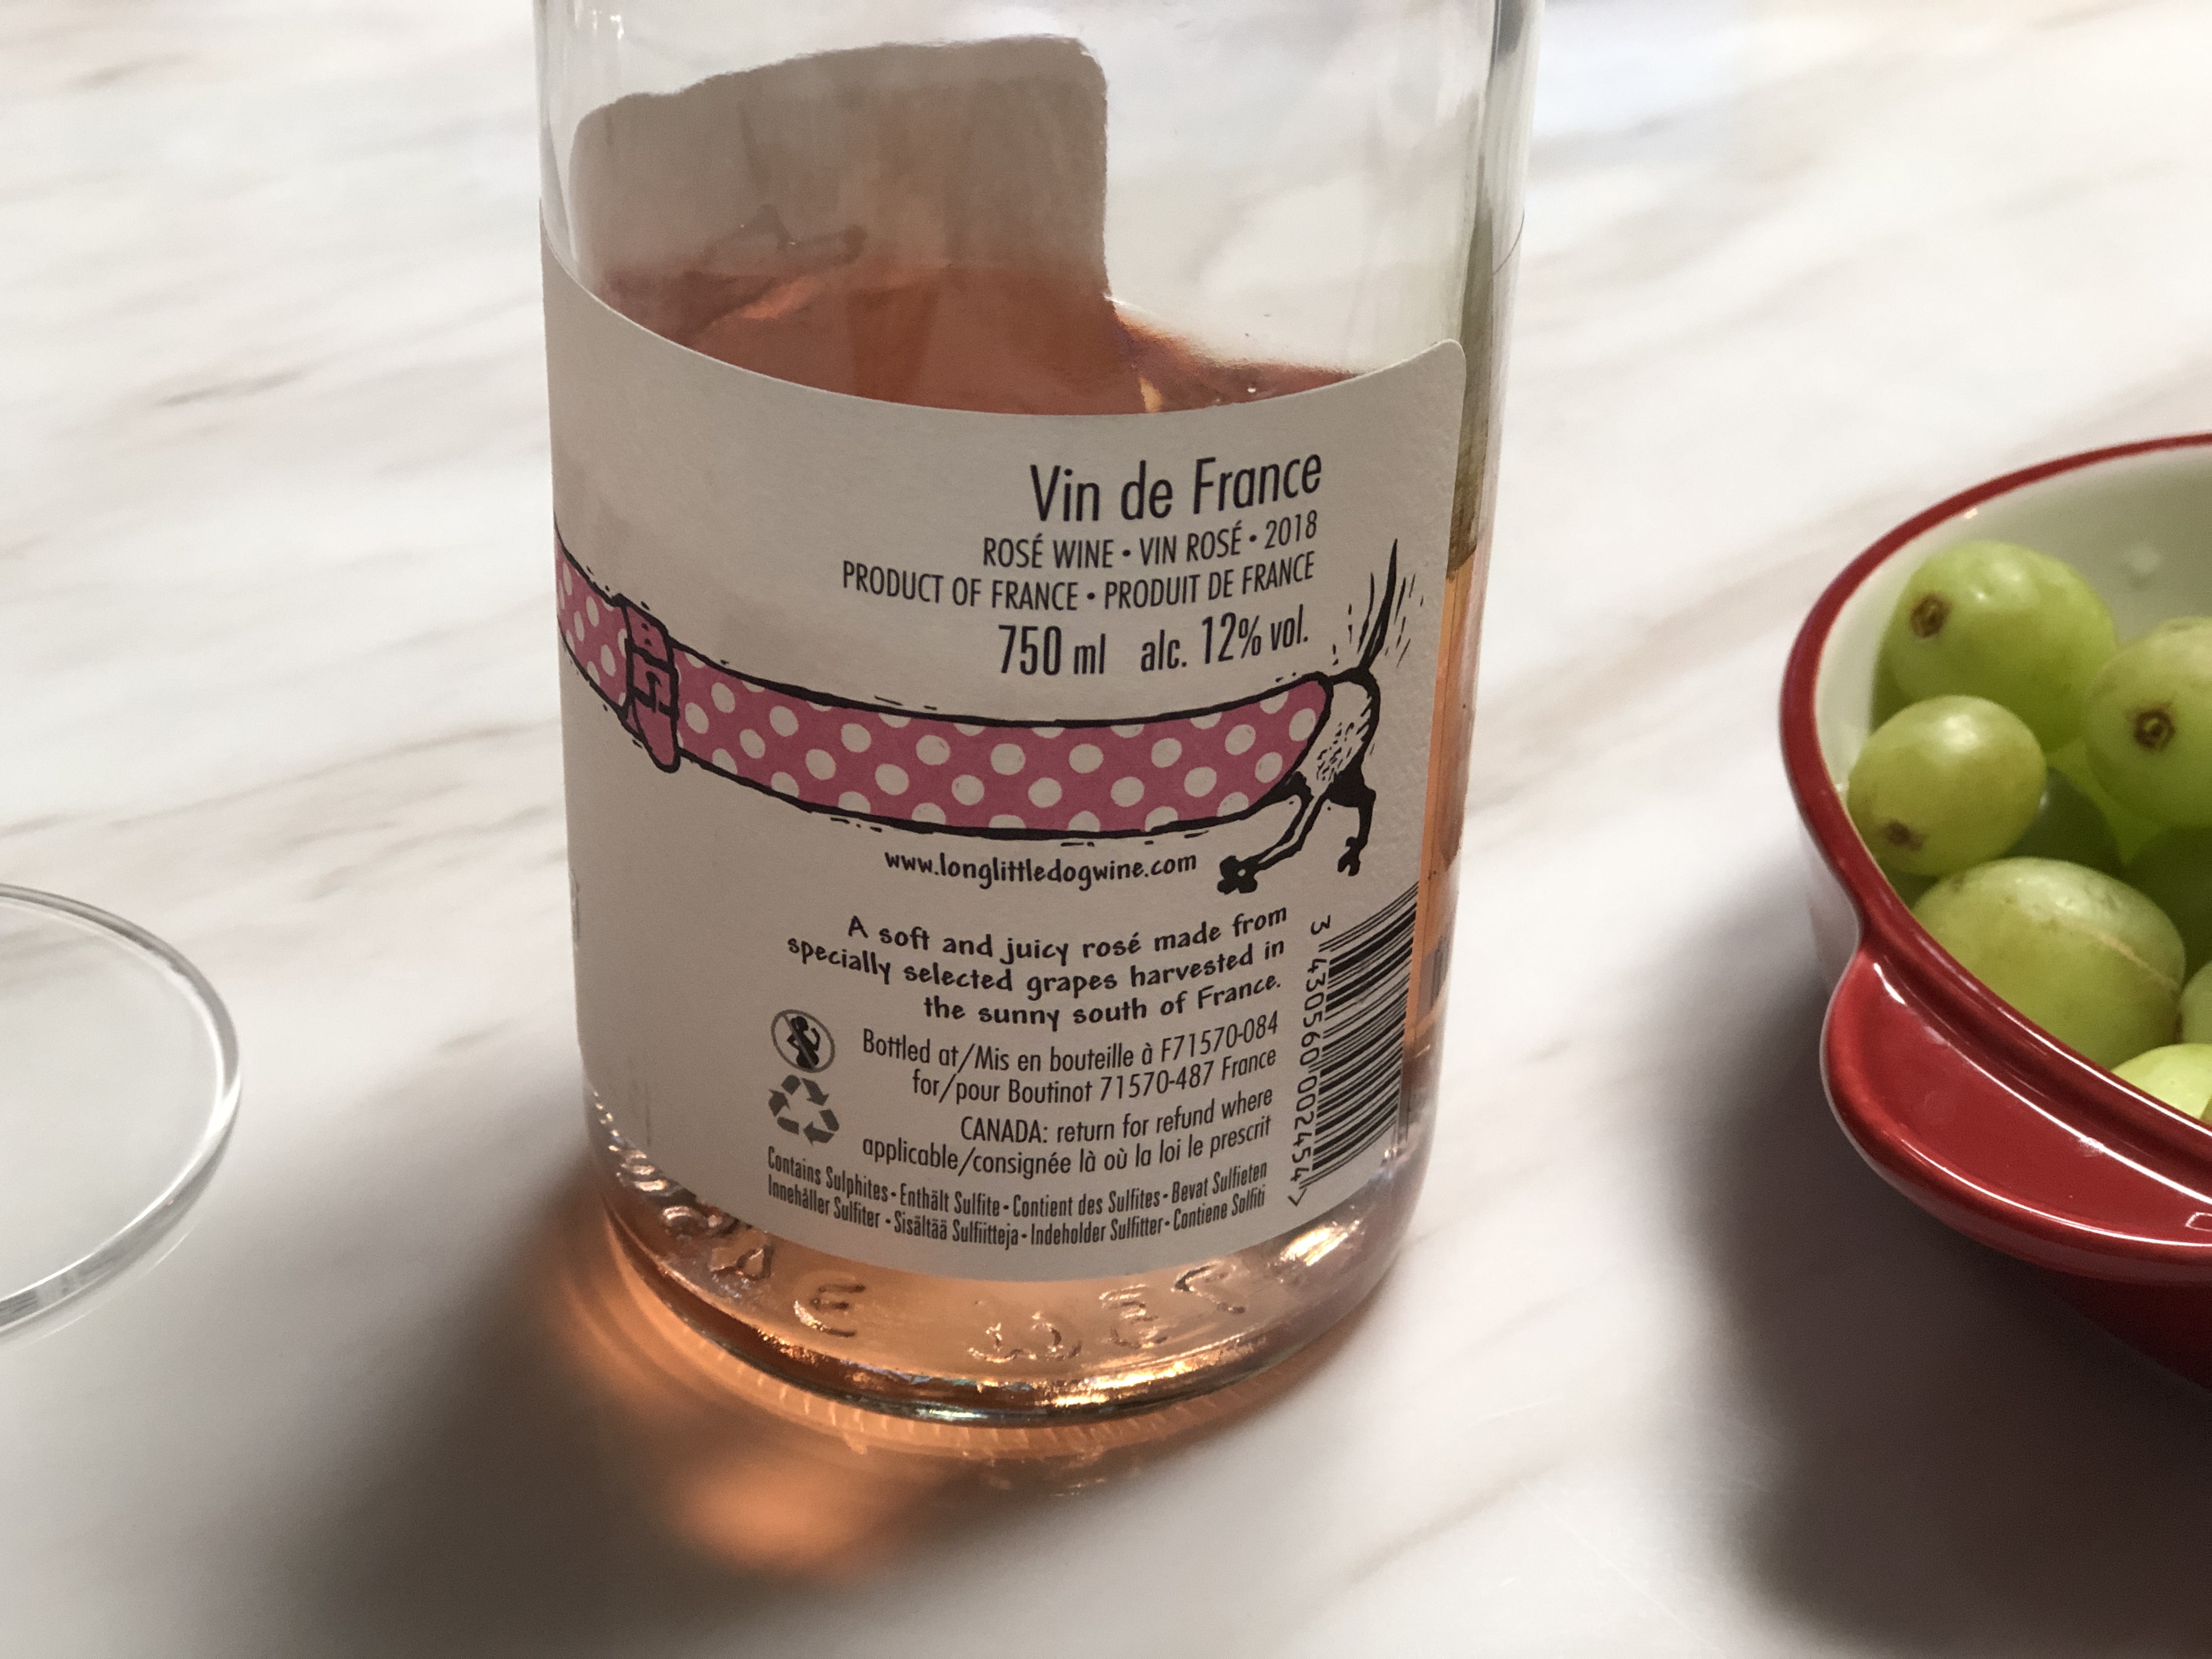 Vin de France
ROSÉ WINE • VIN ROSÉ • 2018
PRODUCT OF FRANCE • PRODUIT DE FRANCE
750 ml alc. 12% vol.
www.longlittledogwine.com
A soft and juicy rosé made from
specially selected grapes harvested in
the sunny south of France.
Bottled at/Mis en bouteille à F71570-084
for/pour Boutinot 71570-487 France
CANADA: return for refund where
applicable/consignée là où la loi le prescrit
Contains Sulphites - Enthält Sulfite - Contient des Sulfites - Bevat Sulfieten
Innehåller Sulfiter - Sisältää Sulfiitteja - Indeholder Sulfitter - Contiene Solfiti
3 430560 002454 >